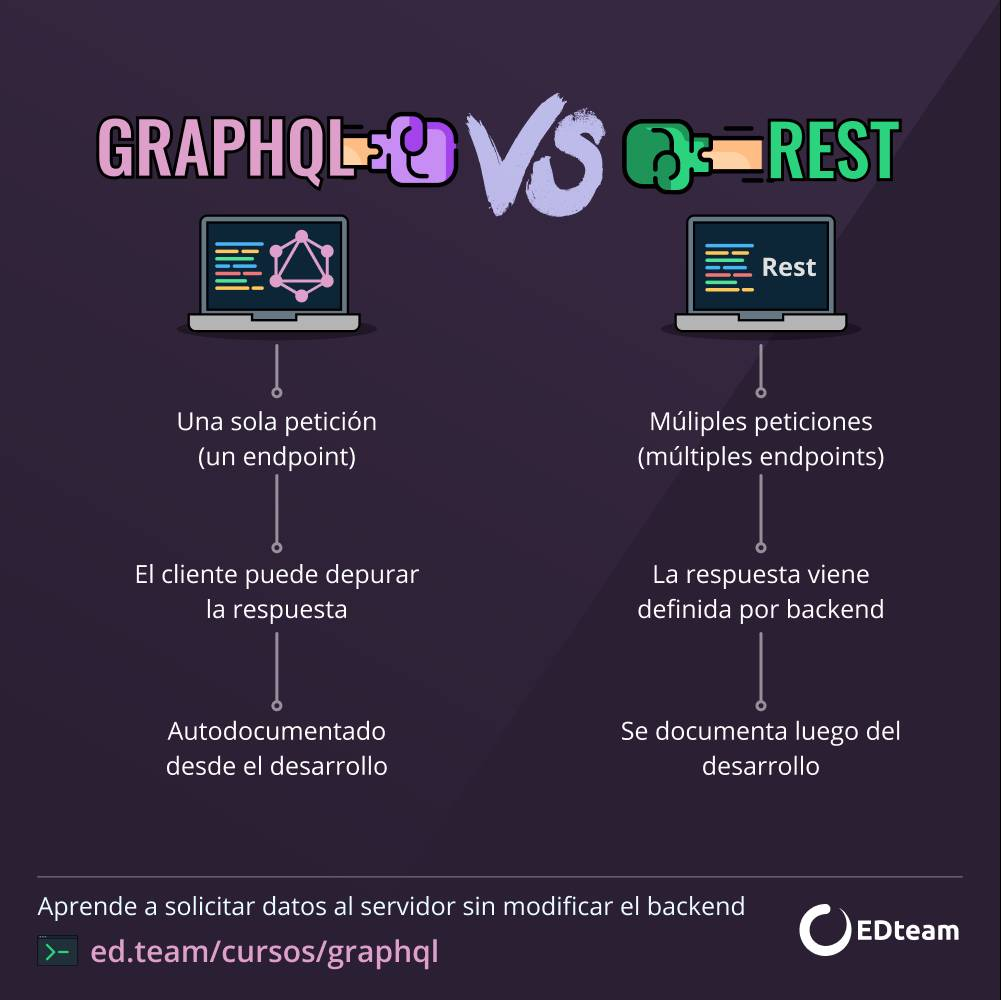 GRAPHQL VS REST
Rest
Una sola petición
(un endpoint)
El cliente puede depurar
la respuesta
Autodocumentado
desde el desarrollo
Múliples peticiones
(múltiples endpoints)
La respuesta viene
definida por backend
Se documenta luego del
desarrollo
Aprende a solicitar datos al servidor sin modificar el backend
ed.team/cursos/graphql
EDteam